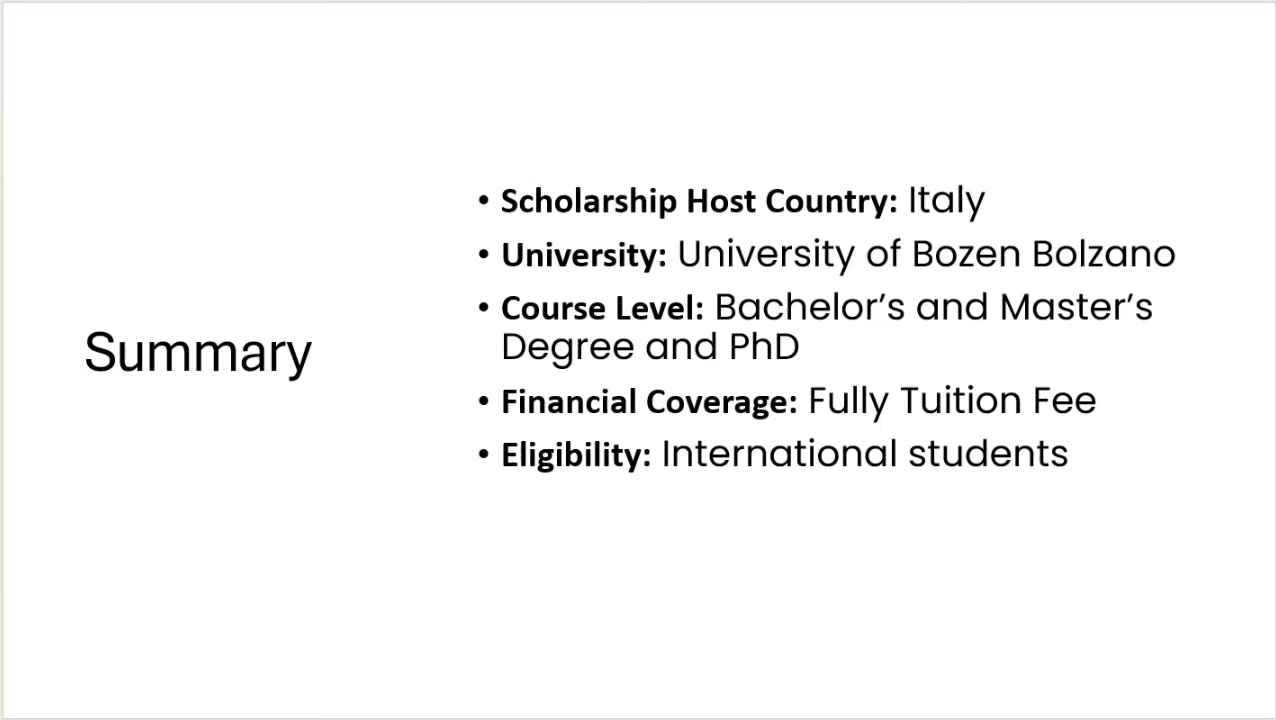 Summary
• Scholarship Host Country: Italy
• University: University of Bozen Bolzano
• Course Level: Bachelor’s and Master’s
Degree and PhD
• Financial Coverage: Fully Tuition Fee
• Eligibility: International students